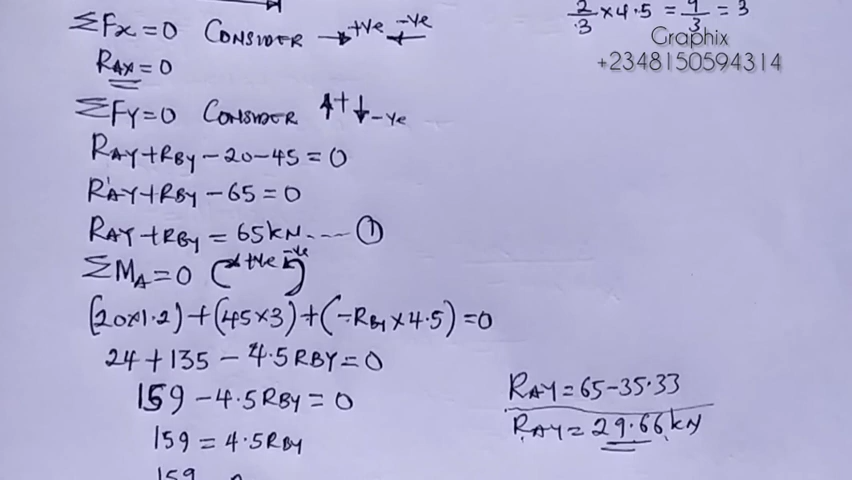 ΣFx = 0 CONSIDER → +ve -ve ←
RAX = 0
ΣFy = 0 CONSIDER ↑+ ↓-ve
RAY + RBY - 20 - 45 = 0
RAY + RBY - 65 = 0
RAY + RBY = 65kN ---- ①
ΣMA = 0 (+ve -ve)
(20×1.2) + (45×3) + (-RBY × 4.5) = 0
24 + 135 - 4.5RBY = 0
159 - 4.5RBY = 0
159 = 4.5RBY
159
2/3 × 4.5 = 9/3 = 3
Graphix
+2348150594314
RAY = 65 - 35.33
RAY = 29.66kN